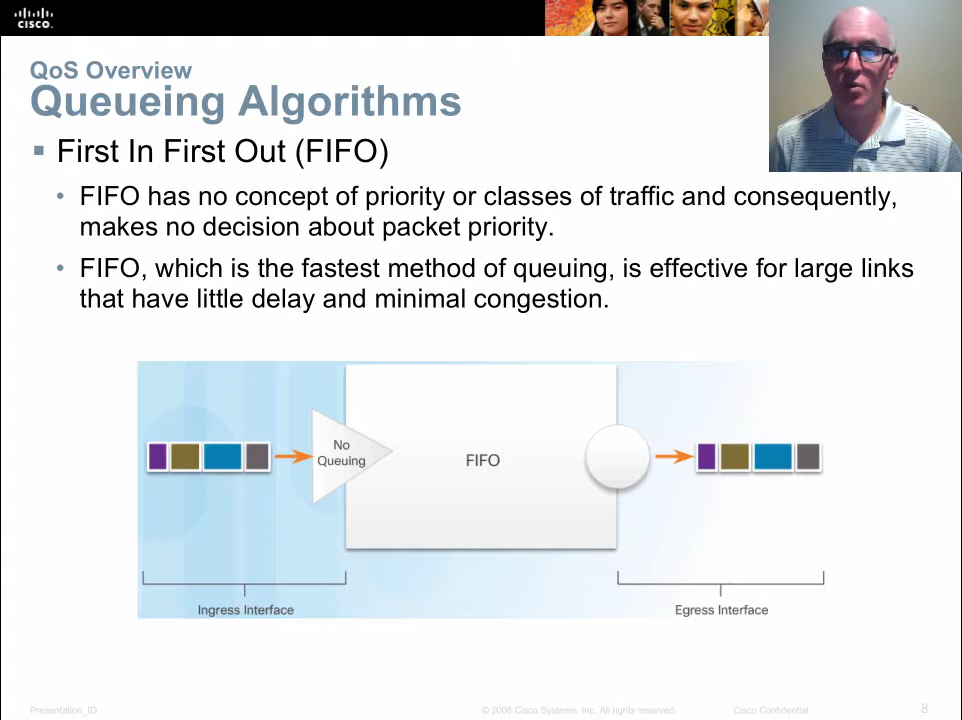 CISCO.
QoS Overview
Queueing Algorithms
First In First Out (FIFO)
FIFO has no concept of priority or classes of traffic and consequently,
makes no decision about packet priority.
FIFO, which is the fastest method of queuing, is effective for large links
that have little delay and minimal congestion.
No
Queuing
FIFO
Ingress Interface
Egress Interface
Presentation_ID
© 2008 Cisco Systems, Inc. All rights reserved.
Cisco Confidential
8